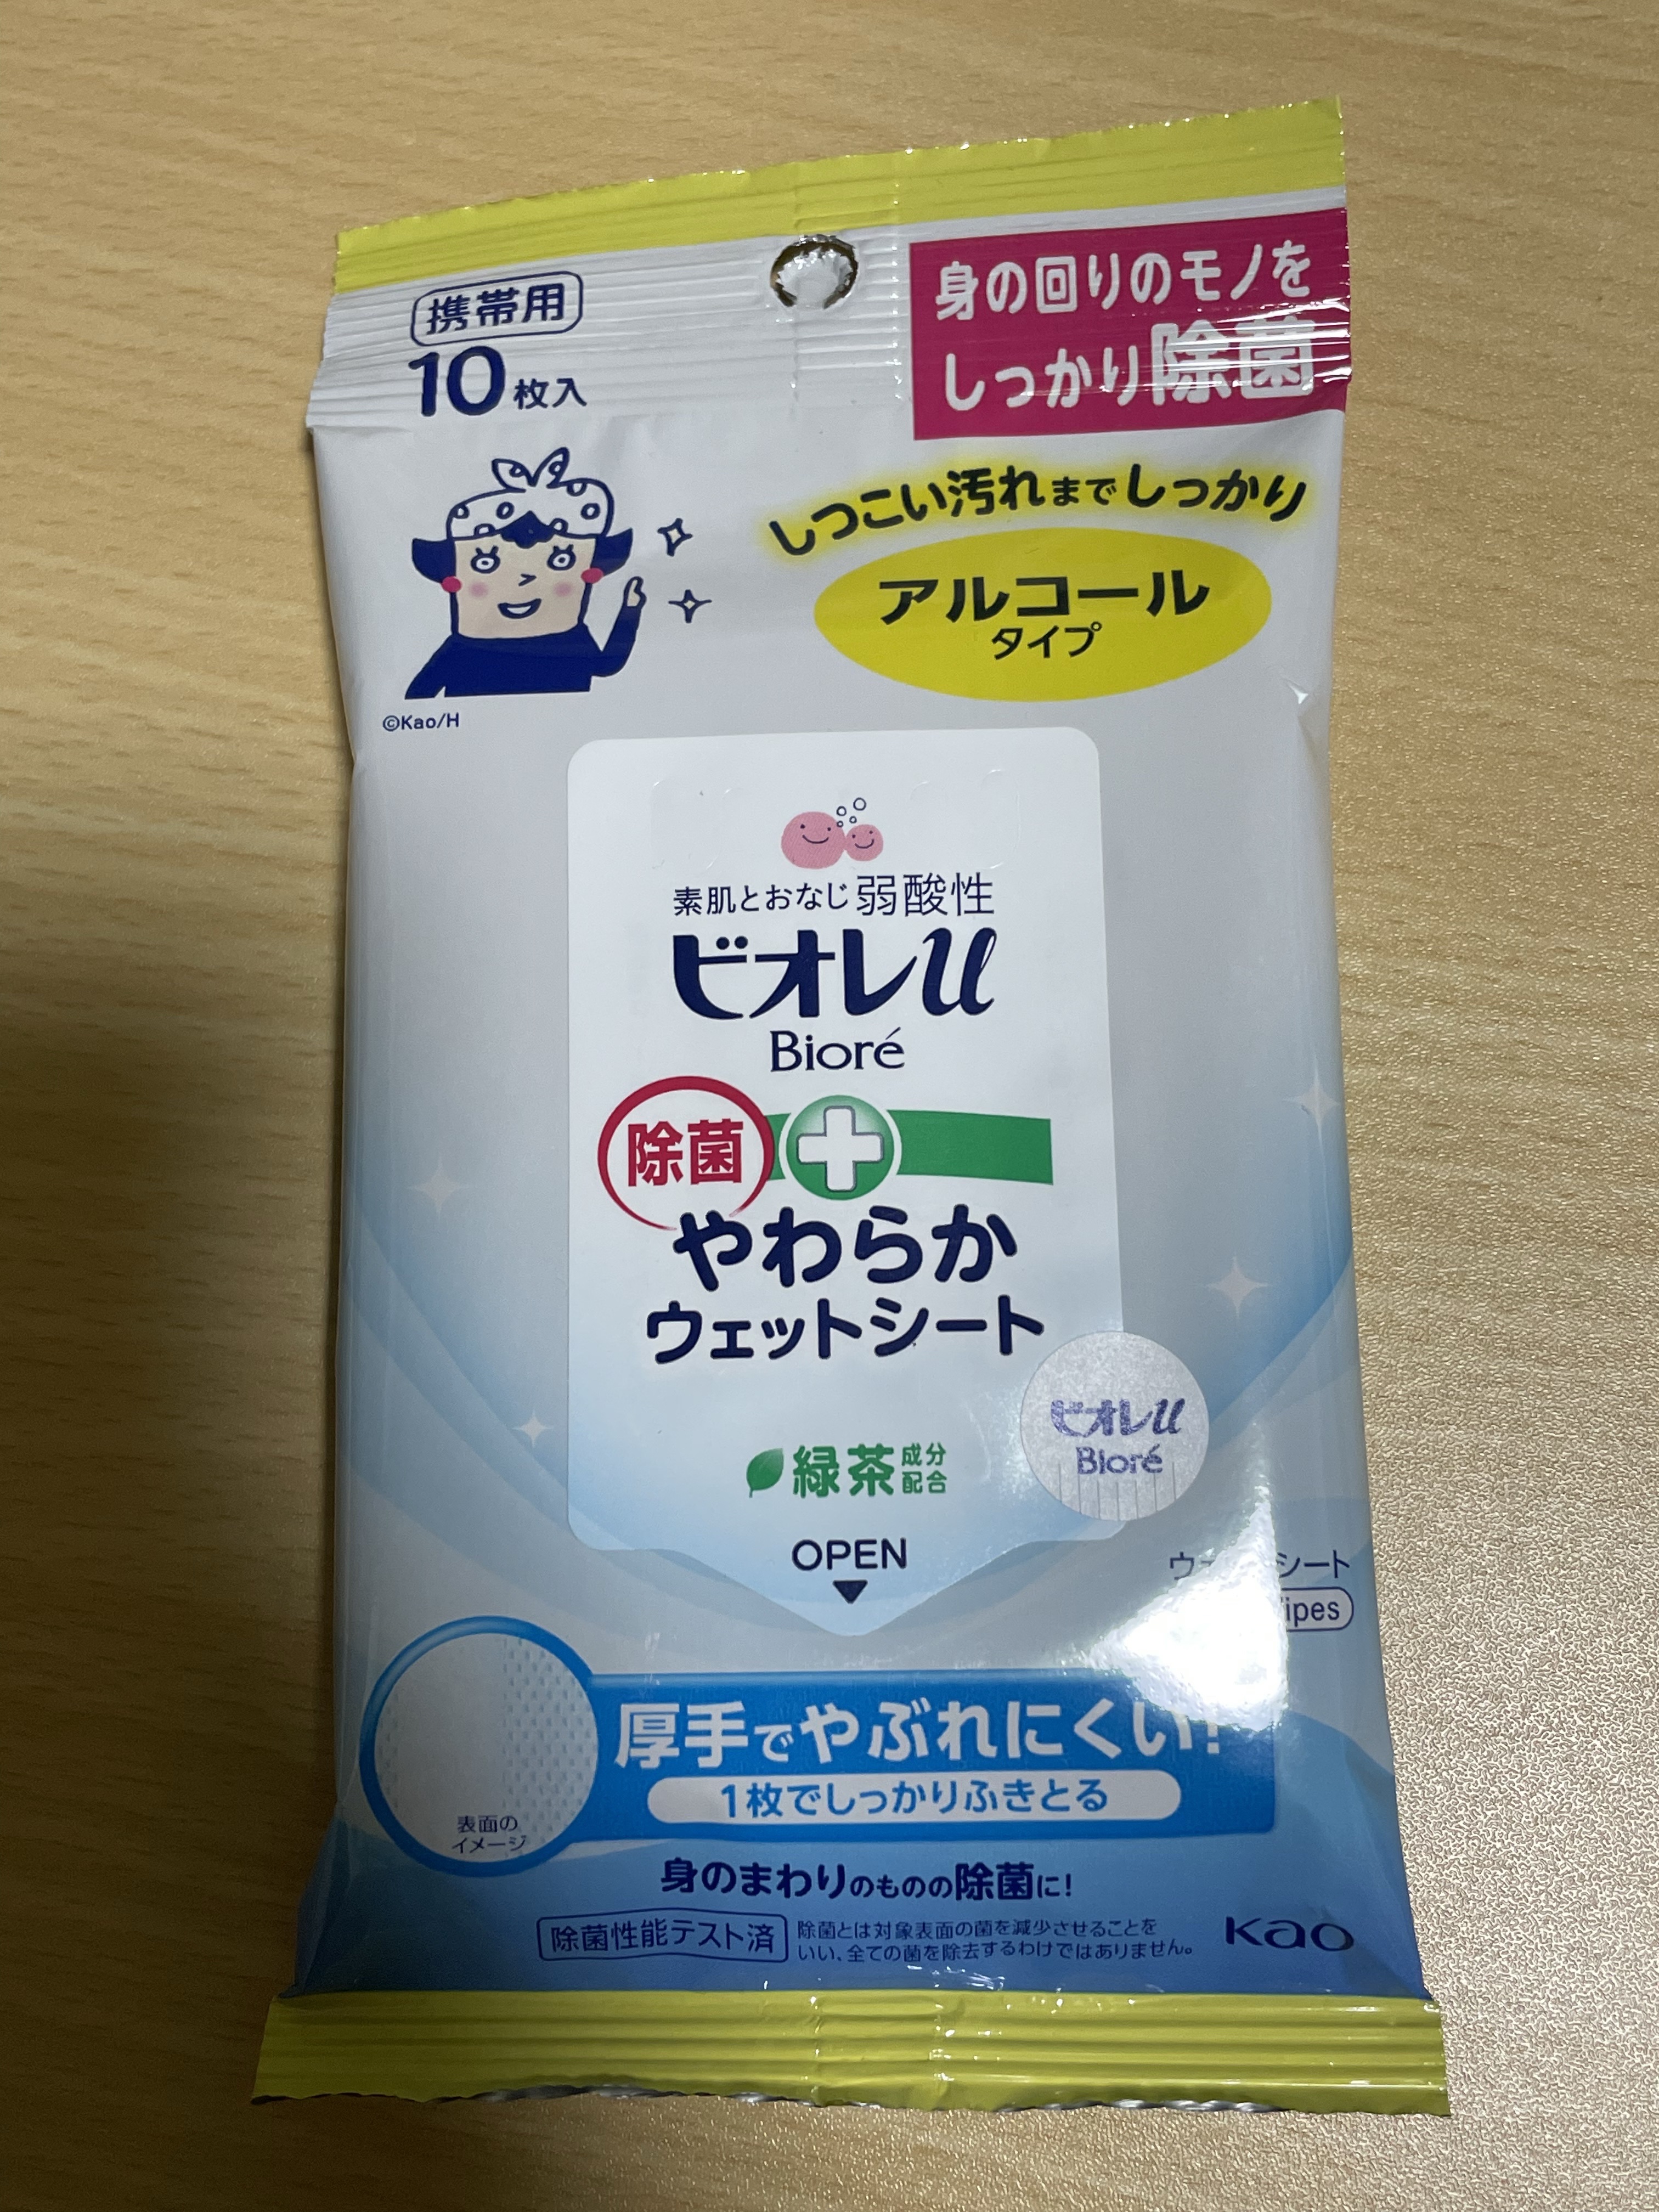 携帯用
10枚入
身の回りのモノを
しっかり除菌
しつこい汚れまでしっかり
アルコール
タイプ
©Kao/H
素肌とおなじ弱酸性
ビオレu
Bioré
除菌
やわらか
ウェットシート
緑茶成分配合
ビオレu
Bioré
OPEN
シート
厚手でやぶれにくい!
1枚でしっかりふきとる
表面の
イメージ
身のまわりのものの除菌に!
除菌性能テスト済
除菌とは対象表面の菌を減少させることを
いい、全ての菌を除去するわけではありません。
Kao